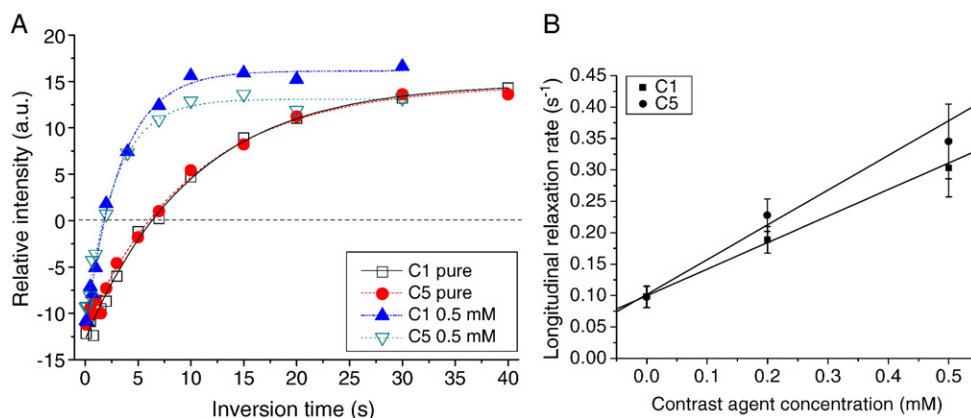 A
Relative intensity (a.u.)
20
15
10
5
0
-5
-10
-15
0 5 10 15 20 25 30 35 40
Inversion time (s)
C1 pure
C5 pure
C1 0.5 mM
C5 0.5 mM
B
Longitudinal relaxation rate (s-1)
0.40
0.35
0.30
0.25
0.20
0.15
0.10
0.05
0.00
0.0 0.1 0.2 0.3 0.4 0.5
Contrast agent concentration (mM)
C1
C5